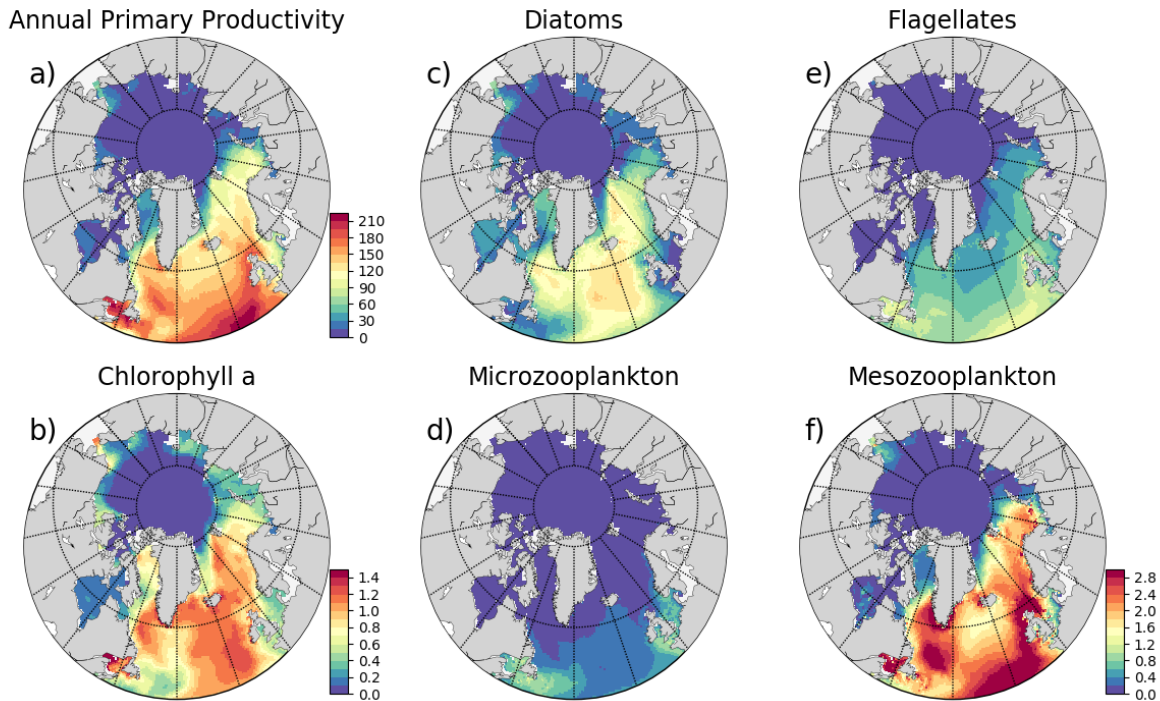 Annual Primary Productivity
Diatoms
Flagellates
a)
c)
e)
210
180
150
120
90
60
30
0
Chlorophyll a
Microzooplankton
Mesozooplankton
b)
d)
f)
1.4
1.2
1.0
0.8
0.6
0.4
0.2
0.0
2.8
2.4
2.0
1.6
1.2
0.8
0.4
0.0